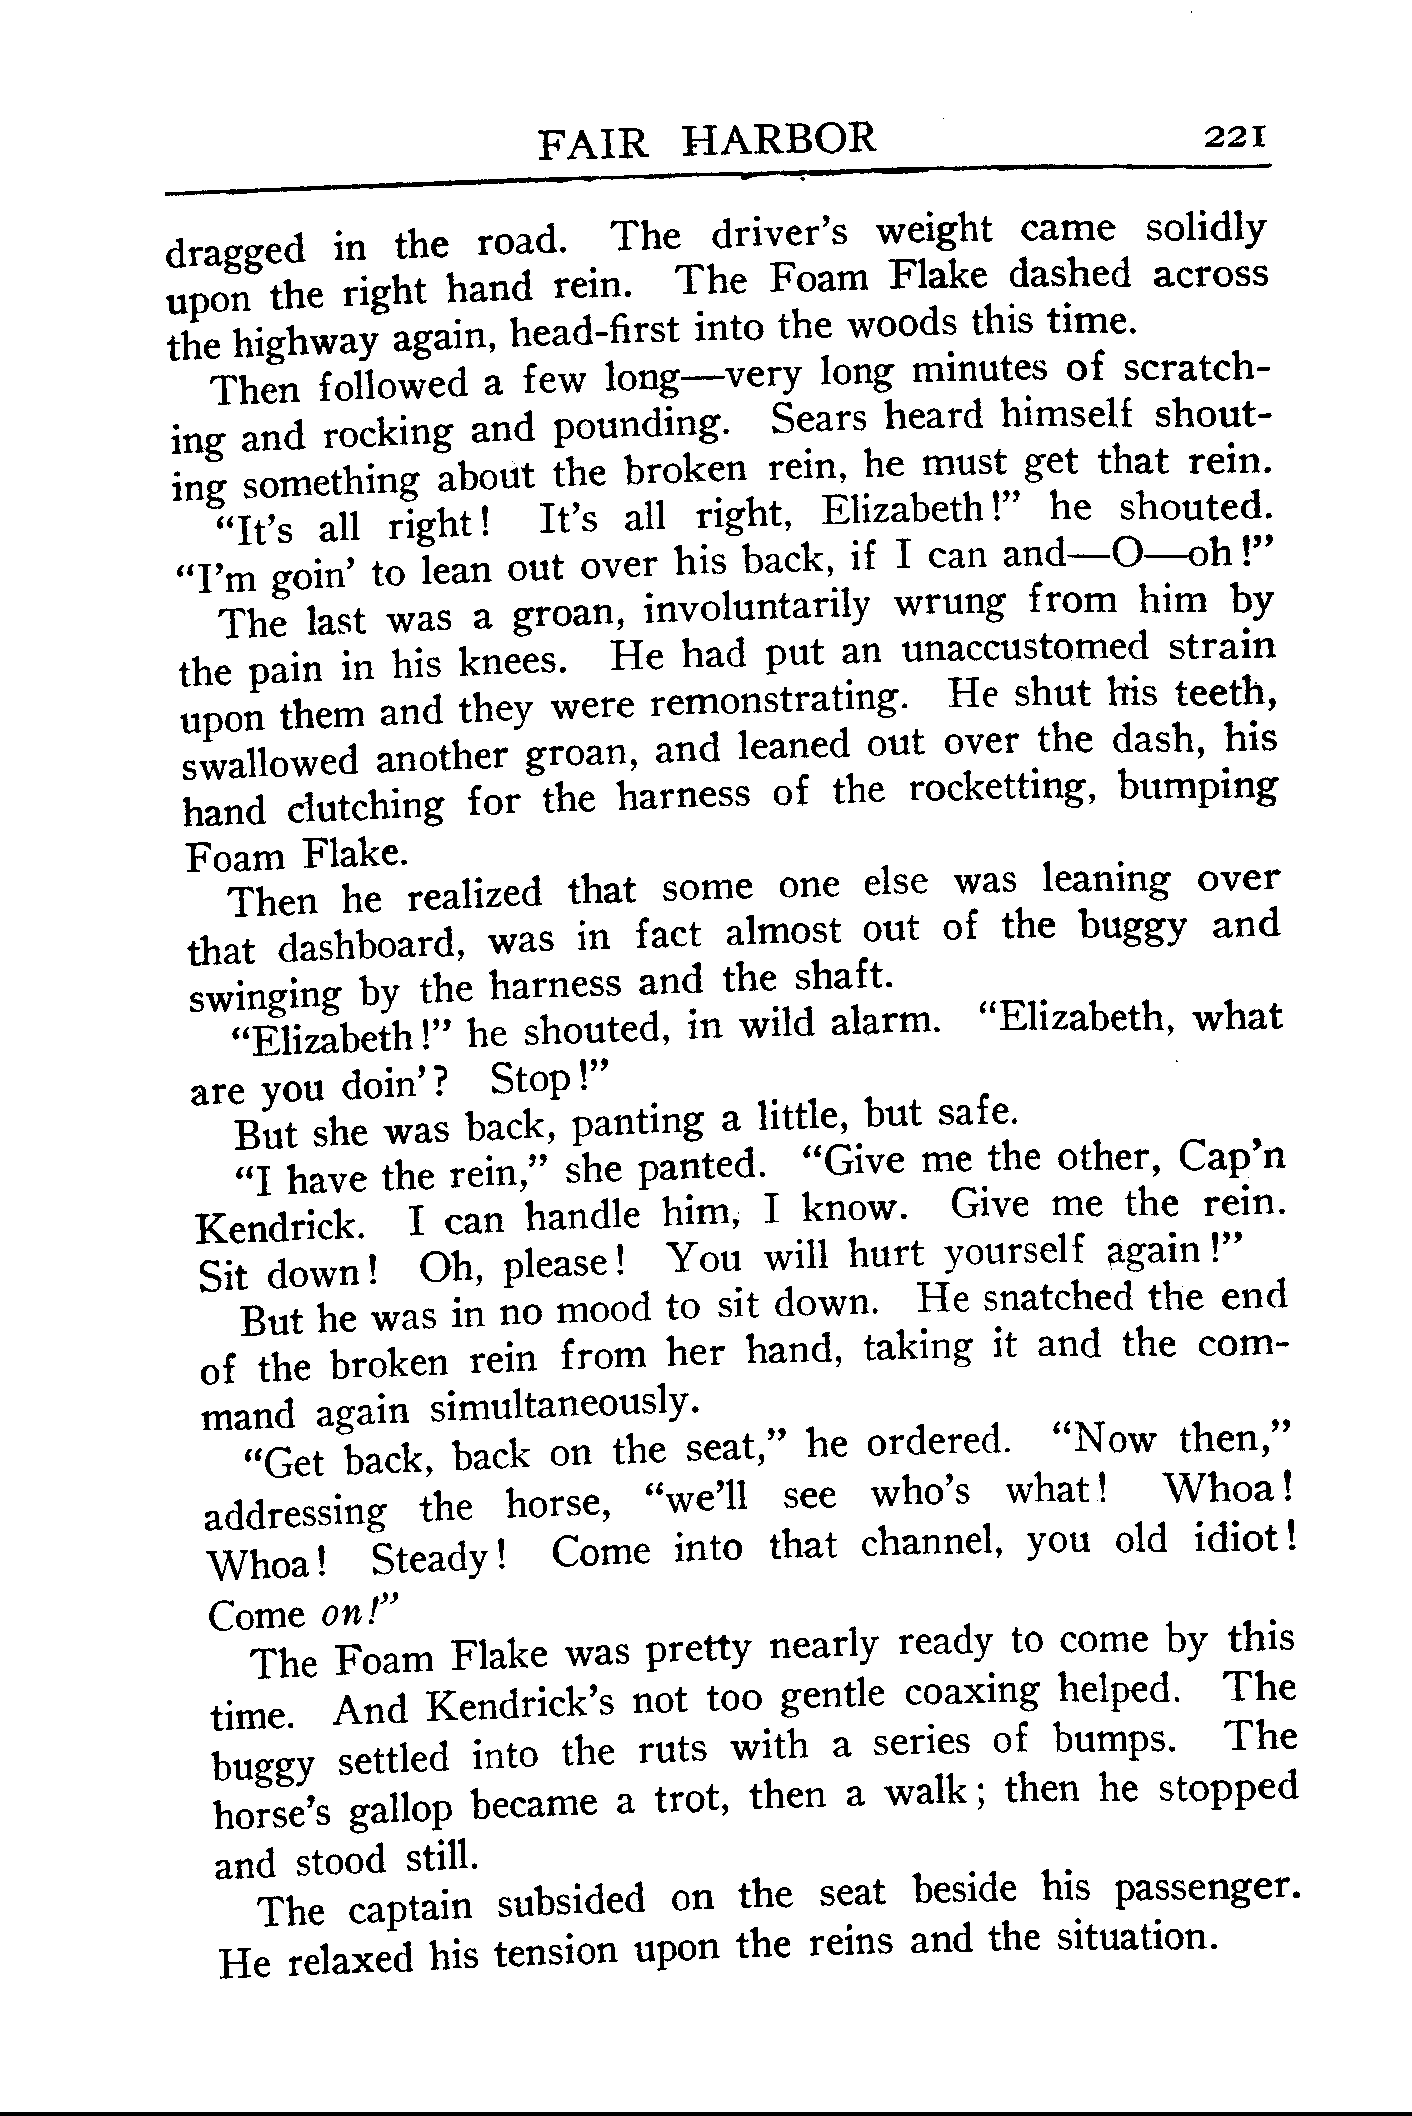 FAIR HARBOR 221
dragged in the road. The driver's weight came solidly
upon the right hand rein. The Foam Flake dashed across
the highway again, head-first into the woods this time.
Then followed a few long—very long minutes of scratch-
ing and rocking and pounding. Sears heard himself shout-
ing something about the broken rein, he must get that rein.
“It's all right! It's all right, Elizabeth!” he shouted.
“I'm goin' to lean out over his back, if I can and—O—oh!”
The last was a groan, involuntarily wrung from him by
the pain in his knees. He had put an unaccustomed strain
upon them and they were remonstrating. He shut his teeth,
swallowed another groan, and leaned out over the dash, his
hand clutching for the harness of the rocketting, bumping
Foam Flake.
Then he realized that some one else was leaning over
that dashboard, was in fact almost out of the buggy and
swinging by the harness and the shaft.
“Elizabeth!” he shouted, in wild alarm. “Elizabeth, what
are you doin'? Stop!”
But she was back, panting a little, but safe.
“I have the rein,” she panted. “Give me the other, Cap'n
Kendrick. I can handle him, I know. Give me the rein.
Sit down! Oh, please! You will hurt yourself again!”
But he was in no mood to sit down. He snatched the end
of the broken rein from her hand, taking it and the com-
mand again simultaneously.
“Get back, back on the seat,” he ordered. “Now then,”
addressing the horse, “we'll see who's what! Whoa!
Whoa! Steady! Come into that channel, you old idiot!
Come on!”
The Foam Flake was pretty nearly ready to come by this
time. And Kendrick's not too gentle coaxing helped. The
buggy settled into the ruts with a series of bumps. The
horse's gallop became a trot, then a walk; then he stopped
and stood still.
The captain subsided on the seat beside his passenger.
He relaxed his tension upon the reins and the situation.